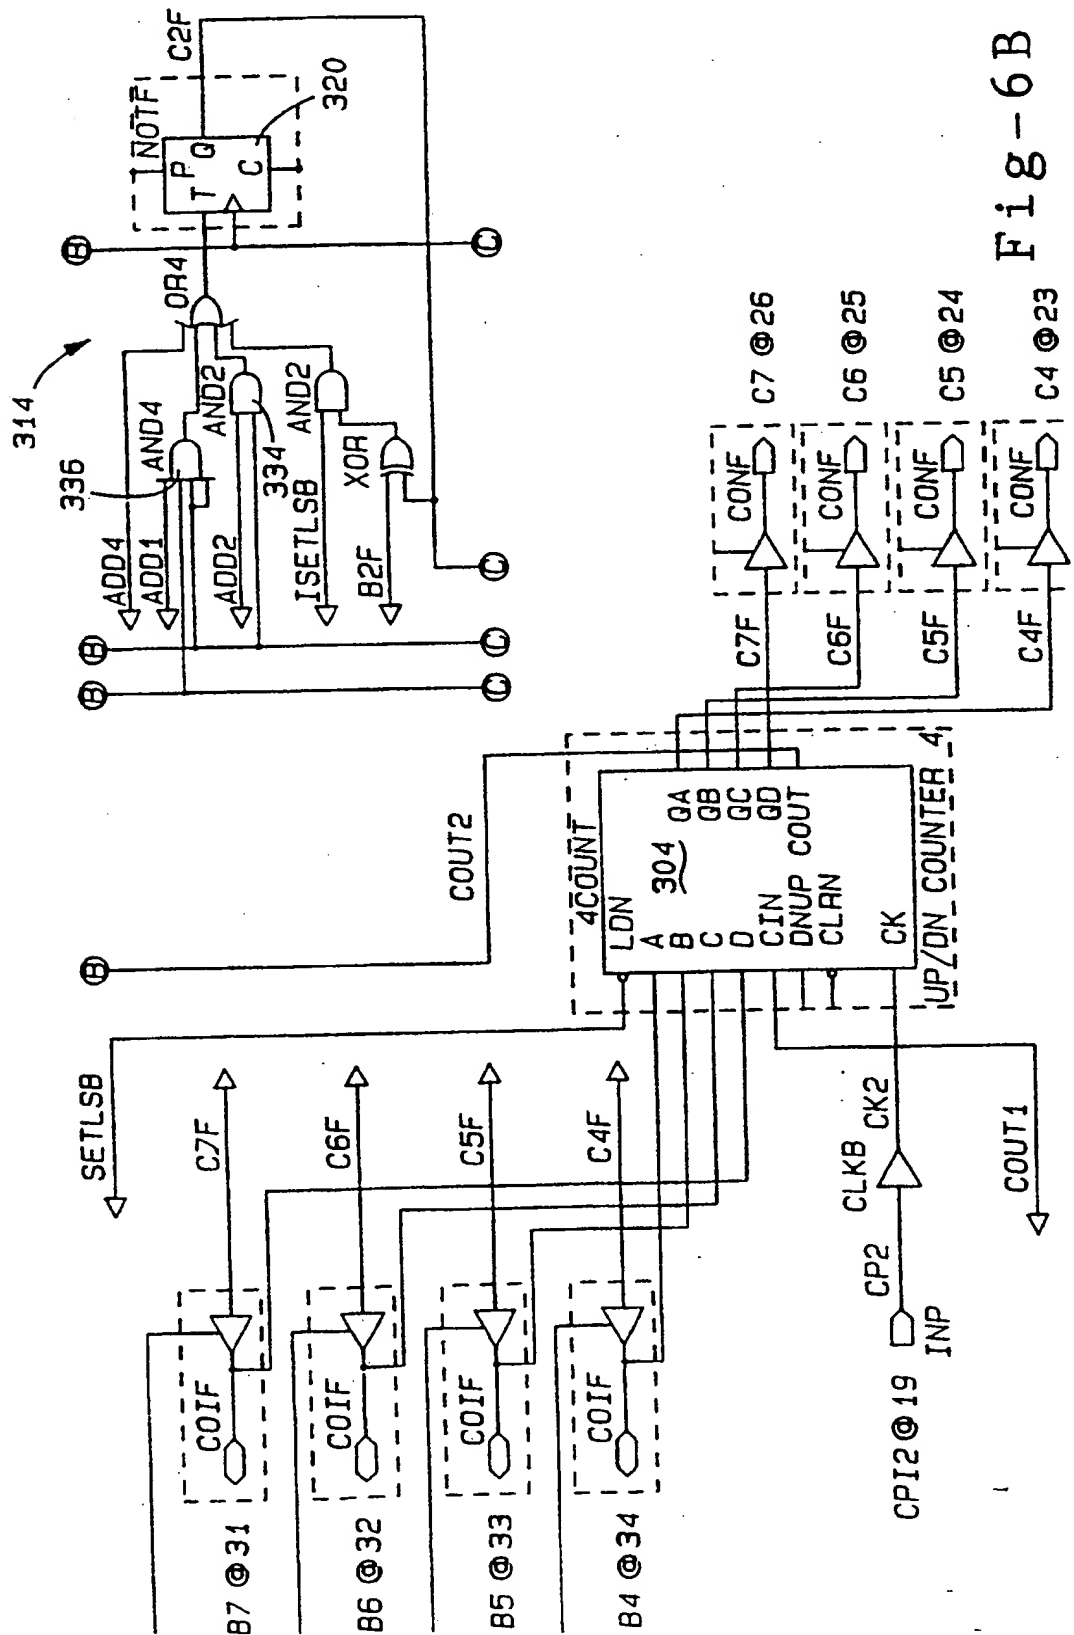 314
336
ADD4
ADD1
AND4
OR4
ADD2
AND2
334
ISETLSB
AND2
B2F
XOR
NOTF
P
T
Q
C
320
C2F
B
B
B
B
C
C
C
C
SETLSB
COUT2
C7F
C6F
C5F
C4F
COIF
COIF
COIF
COIF
B7 @31
B6 @32
B5 @33
B4 @34
4COUNT
304
LDN
A
B
C
D
CIN
DNUP
CLRN
CK
QA
QB
QC
QD
COUT
UP/DN COUNTER 4
CPI2@19
INP
CP2
CLKB
CK2
COUT1
C7F
C6F
C5F
C4F
CONF
CONF
CONF
CONF
C7 @26
C6 @25
C5 @24
C4 @23
Fig-6B